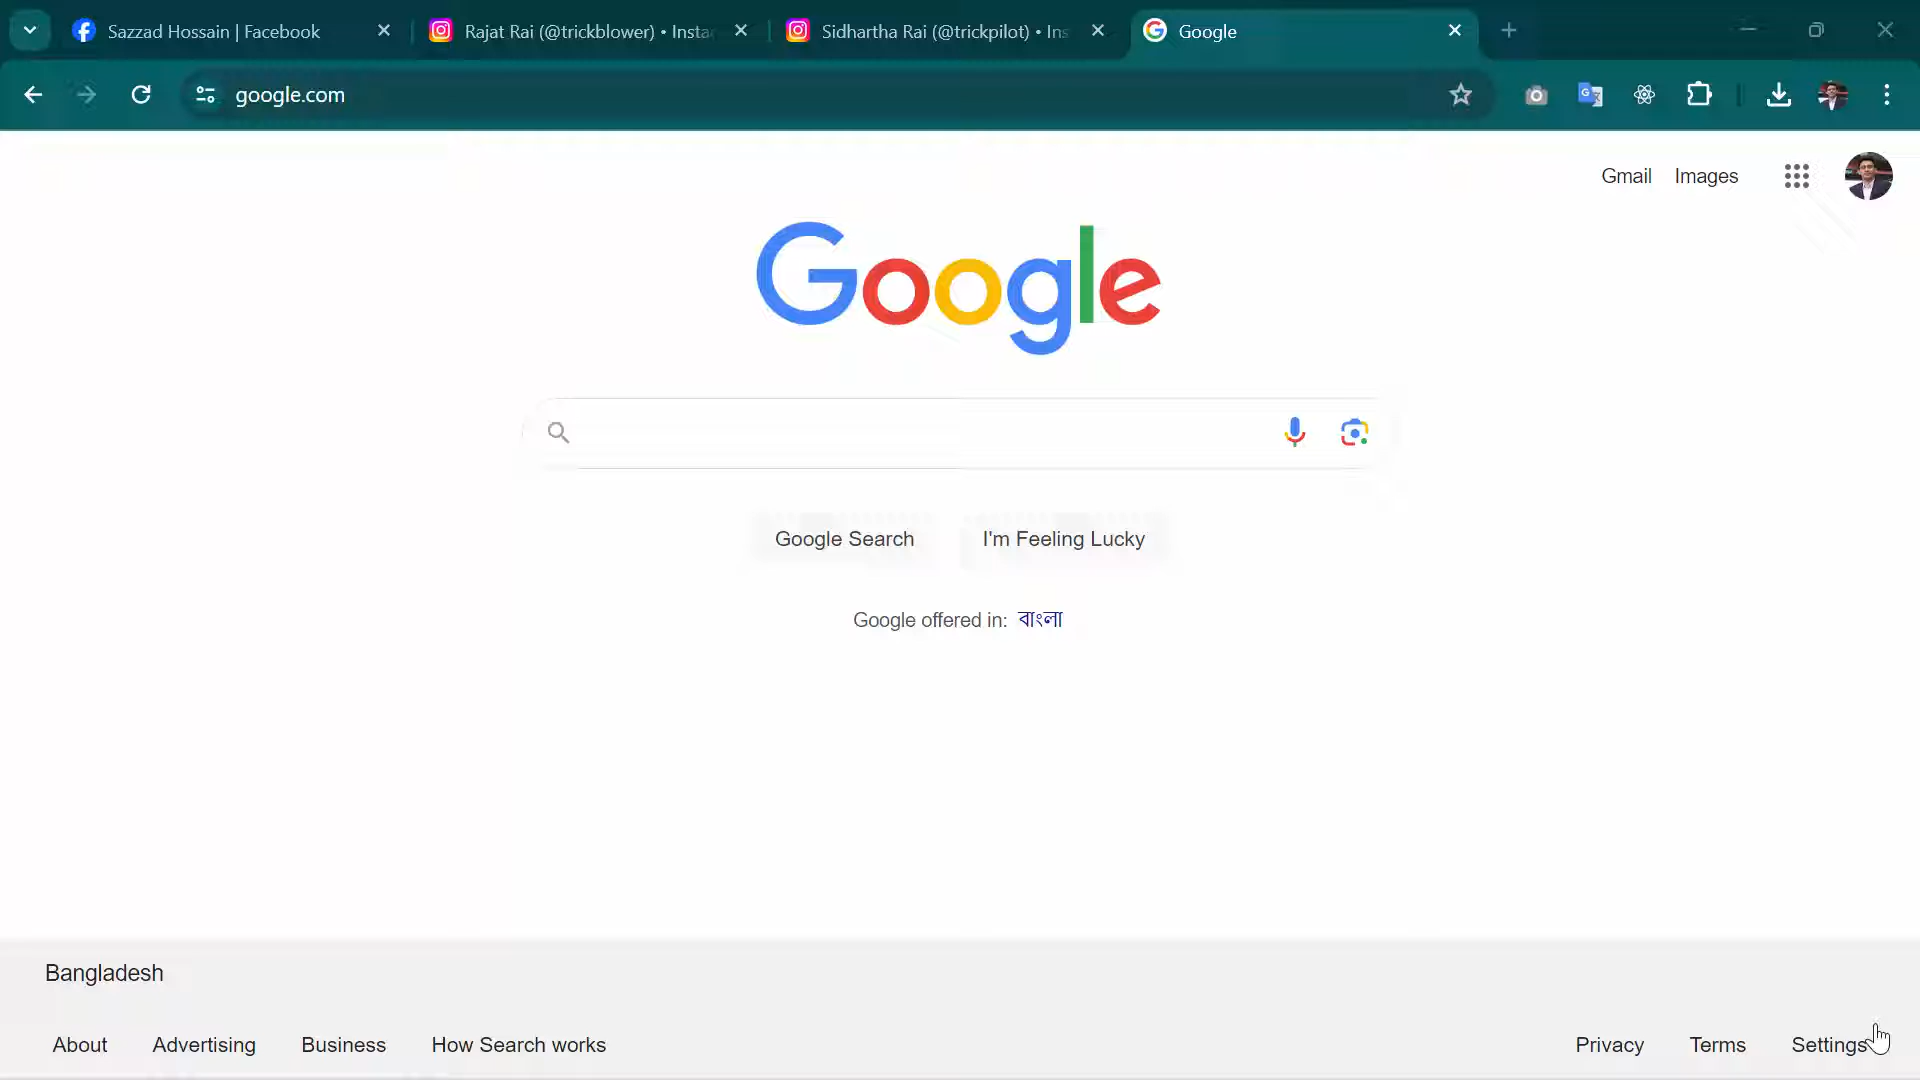 Sazzad Hossain | Facebook
Rajat Rai (@trickblower) • Insta
Sidhartha Rai (@trickpilot) • Ins
Google
google.com
Gmail Images
Google
Google Search I'm Feeling Lucky
Google offered in: বাংলা
Bangladesh
About Advertising Business How Search works Privacy Terms Settings